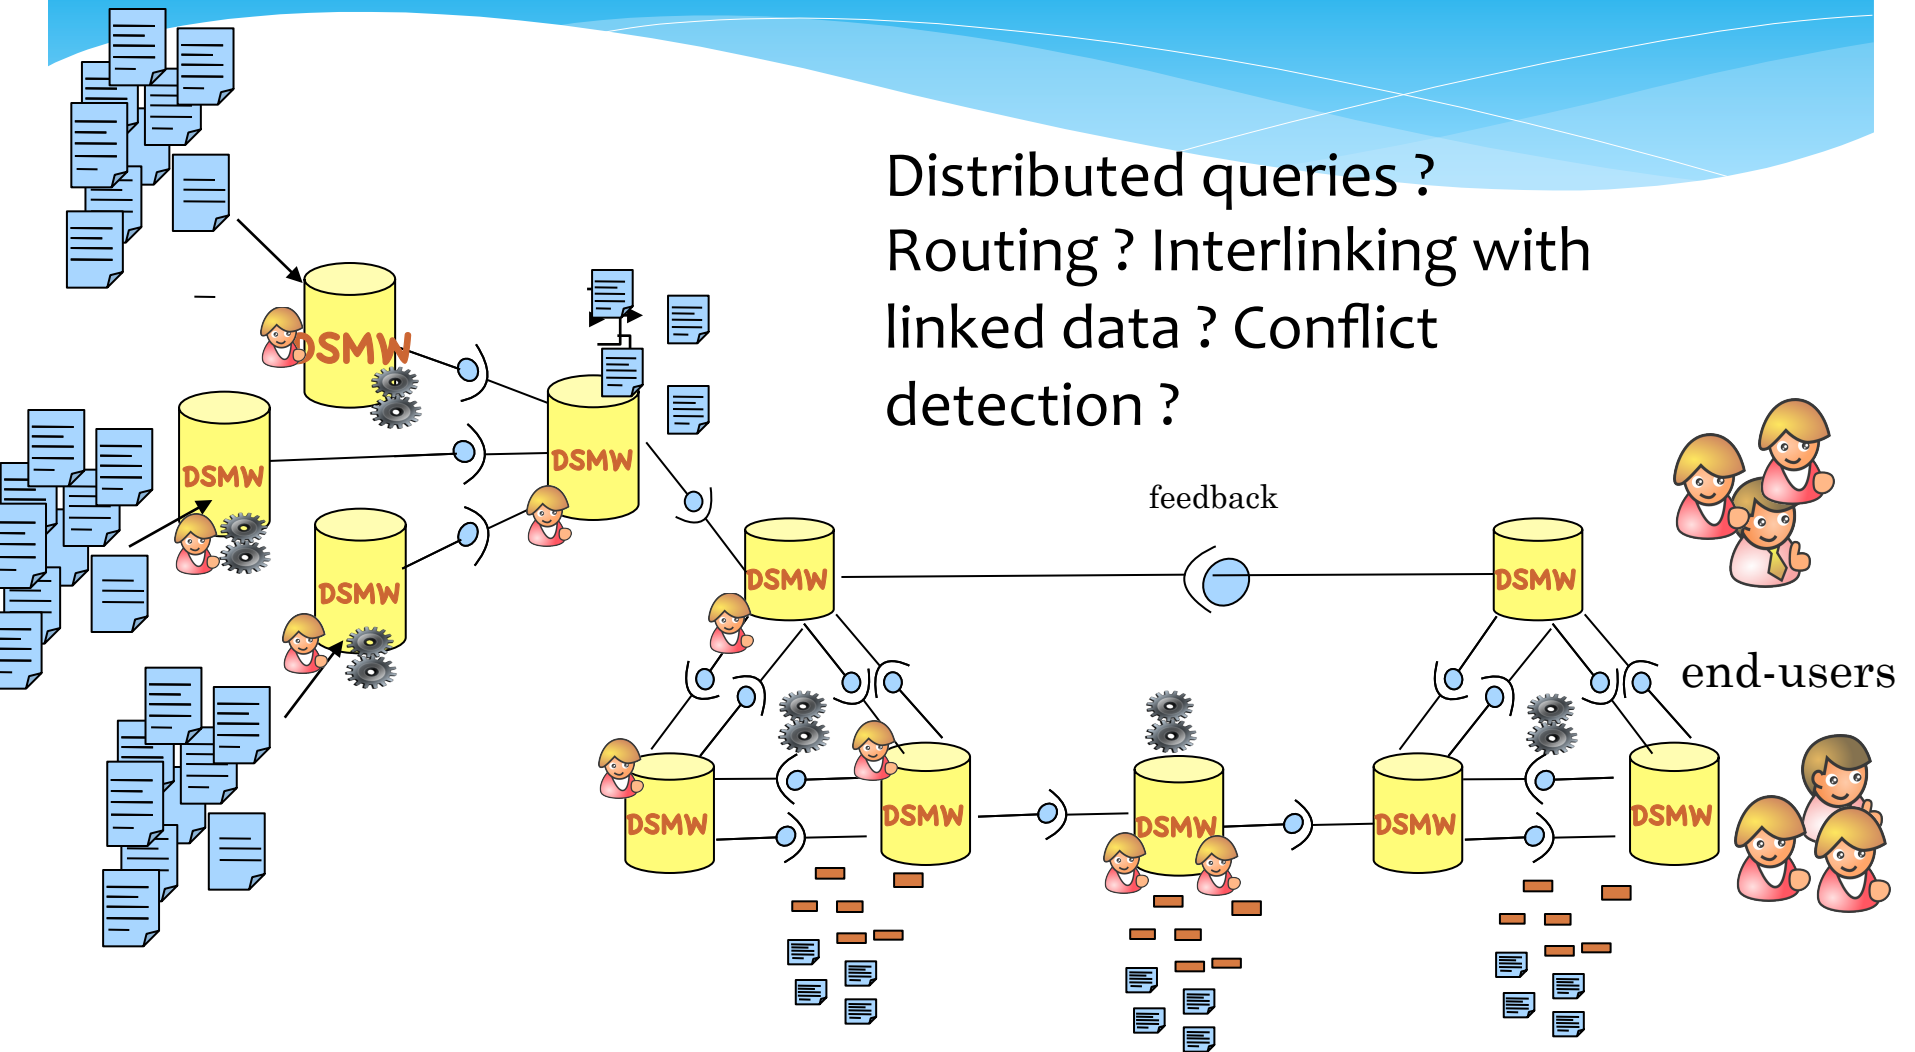 Distributed queries ?
Routing ? Interlinking with
linked data ? Conflict
detection ?
DSMW
DSMW
DSMW
DSMW
feedback
DSMW
DSMW
end-users
DSMW
DSMW
DSMW
DSMW
DSMW